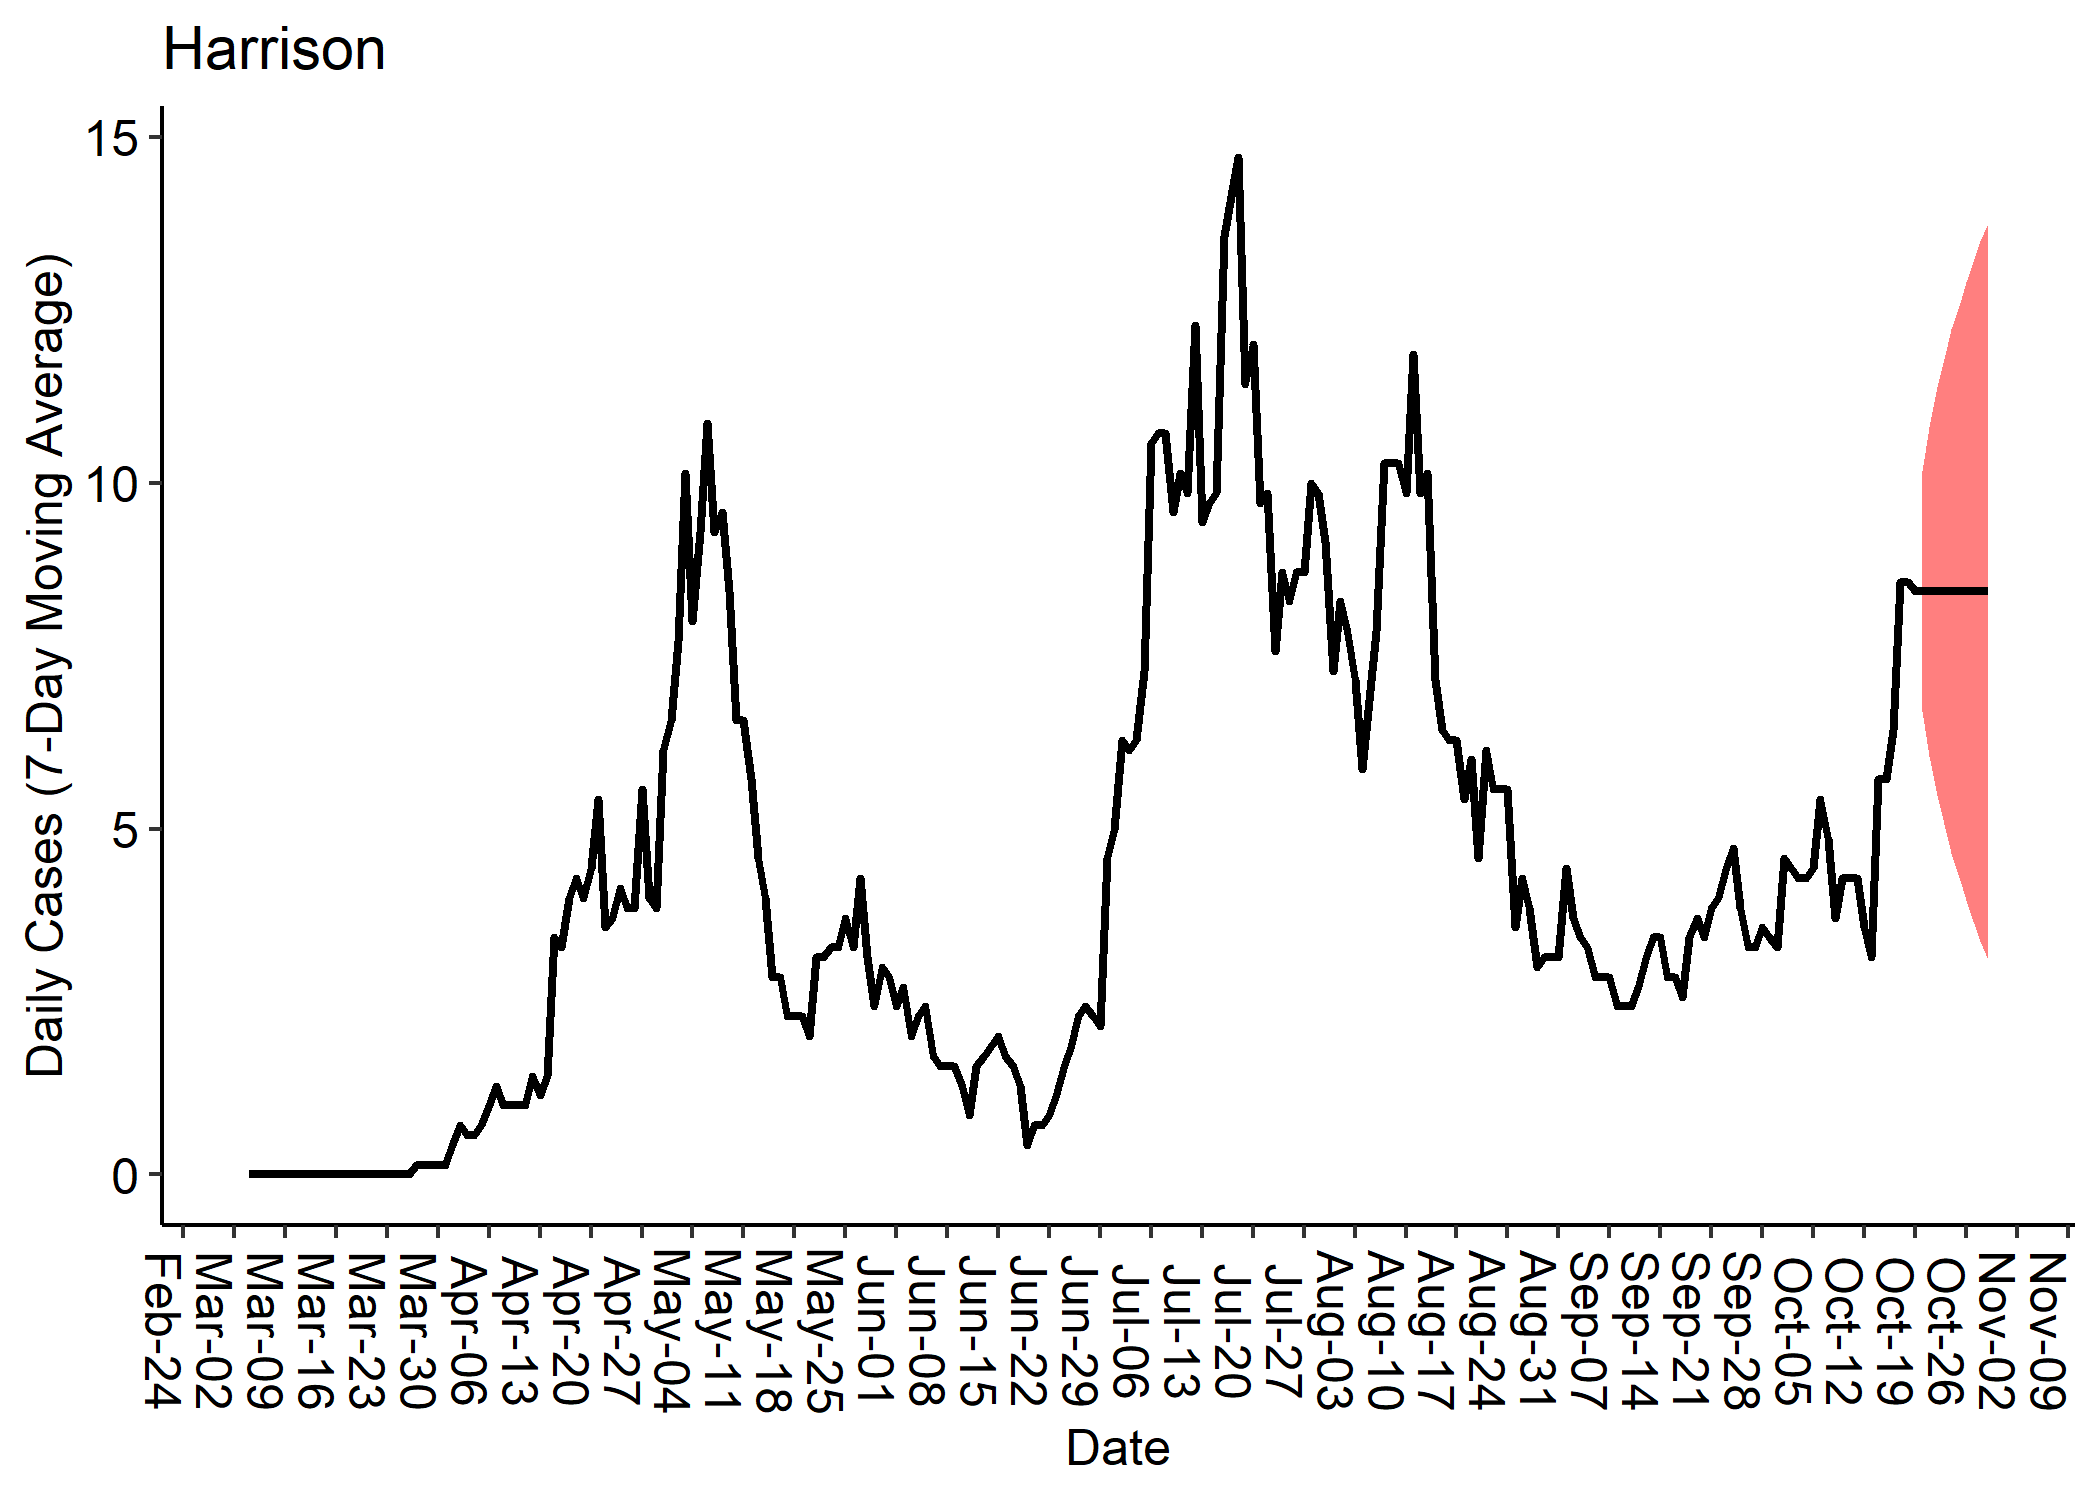 Harrison
Daily Cases (7-Day Moving Average)
15
10
5
0
Feb-24
Mar-02
Mar-09
Mar-16
Mar-23
Mar-30
Apr-06
Apr-13
Apr-20
Apr-27
May-04
May-11
May-18
May-25
Jun-01
Jun-08
Jun-15
Jun-22
Jun-29
Jul-06
Jul-13
Jul-20
Jul-27
Aug-03
Aug-10
Aug-17
Aug-24
Aug-31
Sep-07
Sep-14
Sep-21
Sep-28
Oct-05
Oct-12
Oct-19
Oct-26
Nov-02
Nov-09
Date